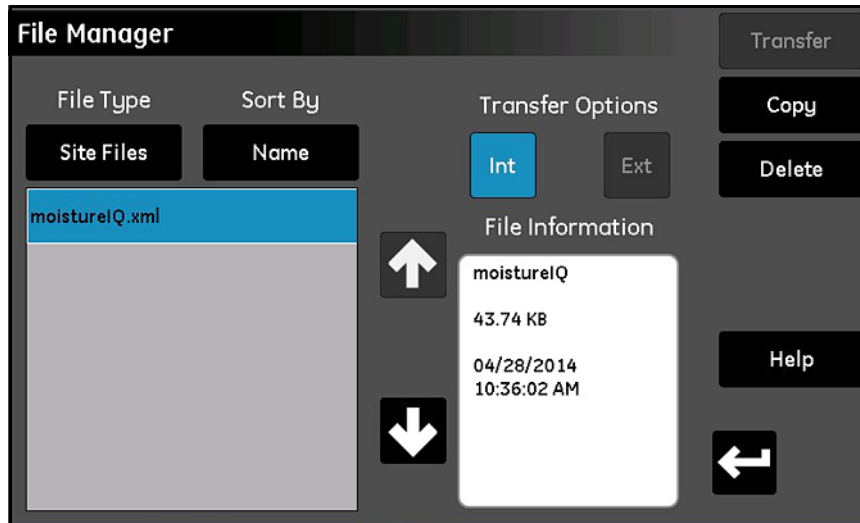 File Manager
Transfer
File Type
Sort By
Transfer Options
Copy
Site Files
Name
Int
Ext
Delete
moistureIQ.xml
File Information
moistureIQ
43.74 KB
04/28/2014
10:36:02 AM
Help